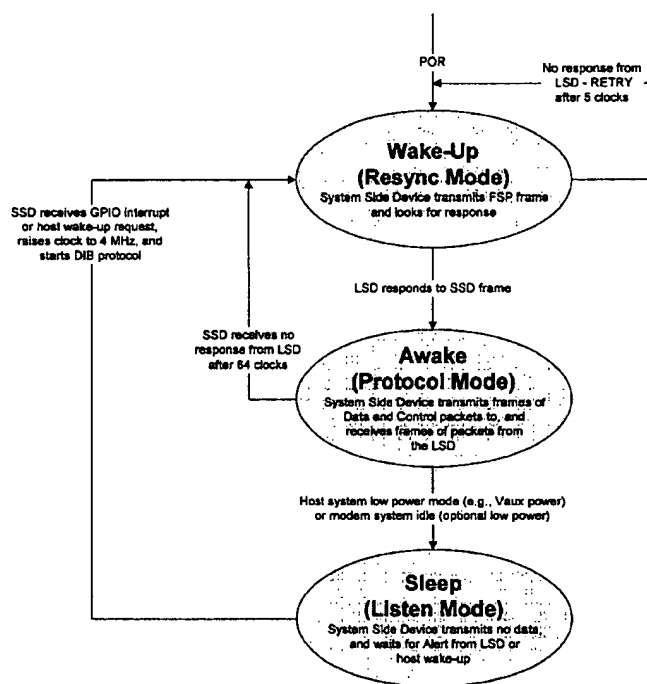 POR
No response from
LSD - RETRY
after 5 clocks
Wake-Up
(Resync Mode)
System Side Device transmits FSP frame
and looks for response
SSD receives GPIO interrupt
or host wake-up request,
raises clock to 4 MHz, and
starts DIB protocol
LSD responds to SSD frame
SSD receives no
response from LSD
after 64 clocks
Awake
(Protocol Mode)
System Side Device transmits frames of
Data and Control packets to, and
receives frames of packets from
the LSD
Host system low power mode (e.g., Vaux power)
or modem system idle (optional low power)
Sleep
(Listen Mode)
System Side Device transmits no data,
and waits for Alert from LSD or
host wake-up